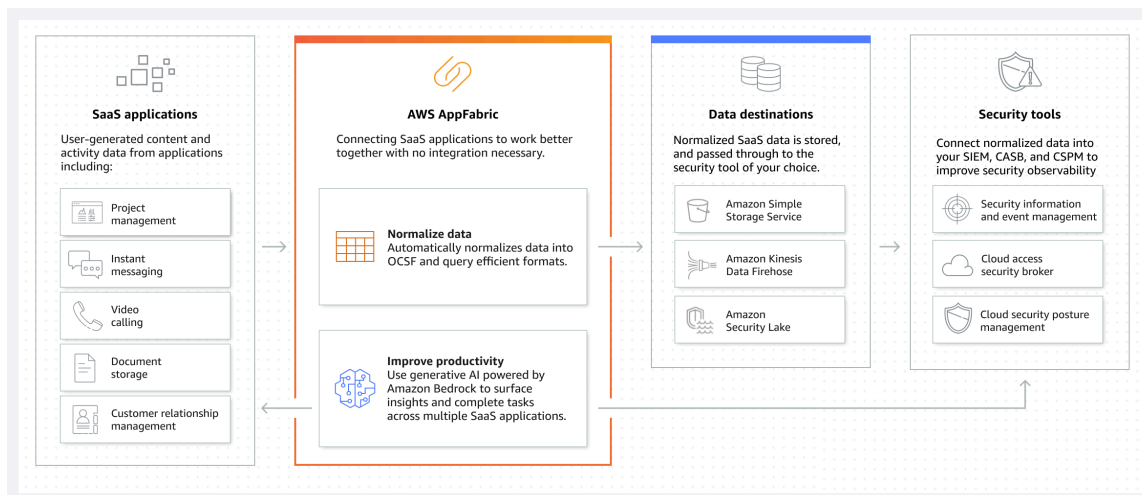 SaaS applications
User-generated content and
activity data from applications
including:
Project
management
Instant
messaging
Video
calling
Document
storage
Customer relationship
management
AWS AppFabric
Connecting SaaS applications to work better
together with no integration necessary.
Normalize data
Automatically normalizes data into
OCSF and query efficient formats.
Improve productivity
Use generative AI powered by
Amazon Bedrock to surface
insights and complete tasks
across multiple SaaS applications.
Data destinations
Normalized SaaS data is stored,
and passed through to the
security tool of your choice.
Amazon Simple
Storage Service
Amazon Kinesis
Data Firehose
Amazon
Security Lake
Security tools
Connect normalized data into
your SIEM, CASB, and CSPM to
improve security observability
Security information
and event management
Cloud access
security broker
Cloud security posture
management